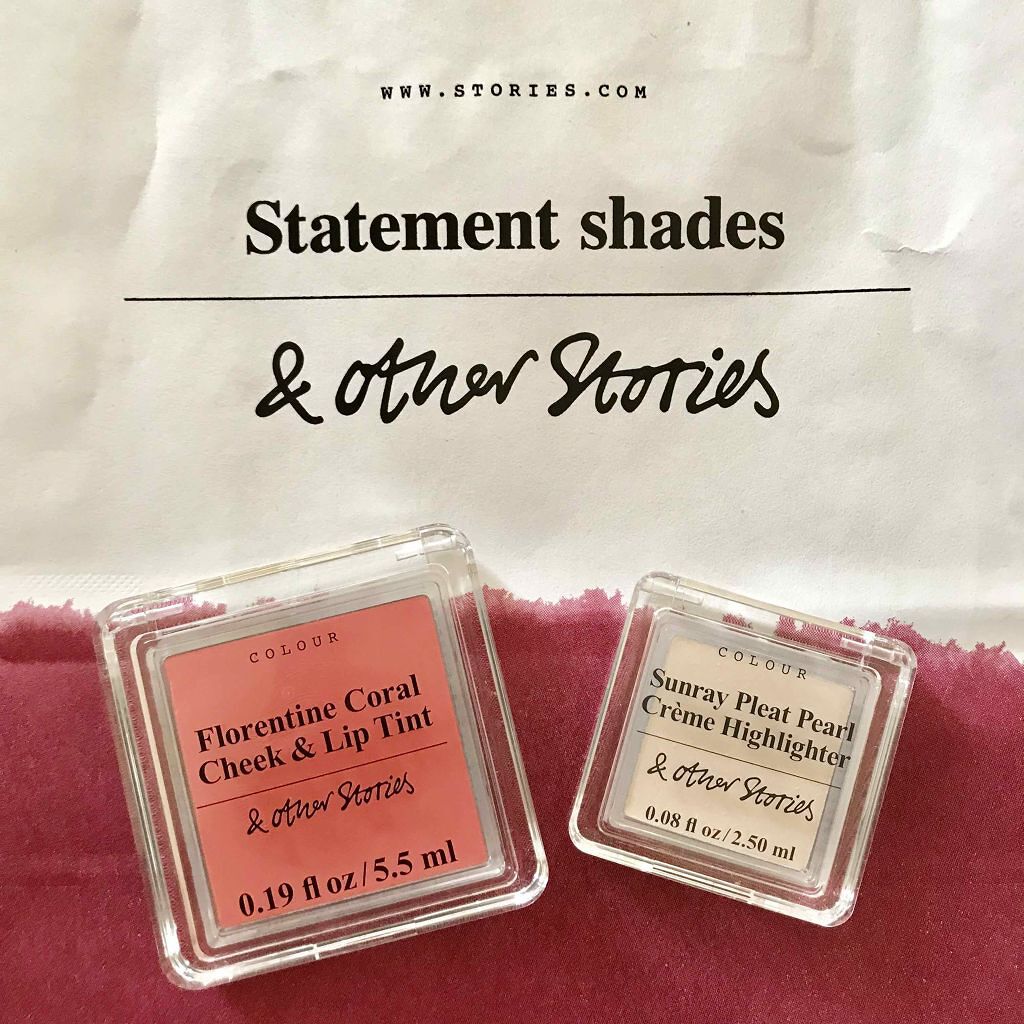 WWW.STORIES.COM
Statement shades
& other Stories
COLOUR
Florentine Coral
Cheek & Lip Tint
& other Stories
0.19 fl oz/5.5 ml
COLOUR
Sunray Pleat Pearl
Crème Highlighter
& other Stories
0.08 fl oz/2.50 ml